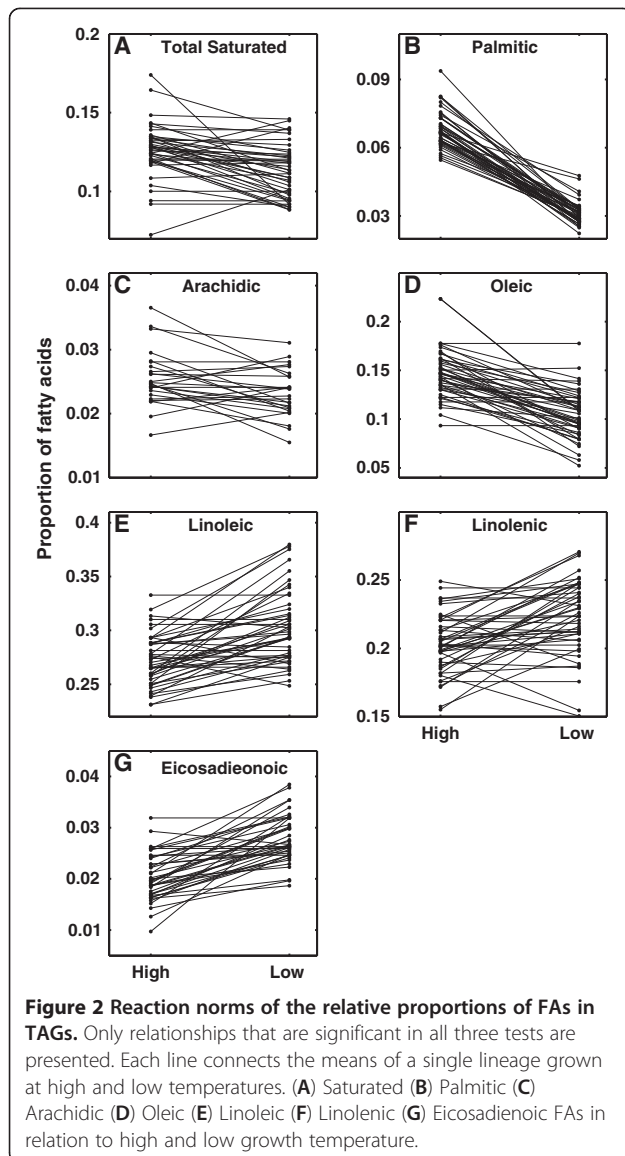 0.2
A Total Saturated
0.15
0.1
B Palmitic
0.09
0.06
0.03
C Arachidic
0.04
0.03
0.02
0.01
D Oleic
0.2
0.15
0.1
0.05
Proportion of fatty acids
E Linoleic
0.4
0.35
0.3
0.25
F Linolenic
0.25
0.2
0.15
High Low
G Eicosadieonoic
0.04
0.03
0.02
0.01
High Low
Figure 2 Reaction norms of the relative proportions of FAs in
TAGs. Only relationships that are significant in all three tests are
presented. Each line connects the means of a single lineage grown
at high and low temperatures. (A) Saturated (B) Palmitic (C)
Arachidic (D) Oleic (E) Linoleic (F) Linolenic (G) Eicosadienoic FAs in
relation to high and low growth temperature.